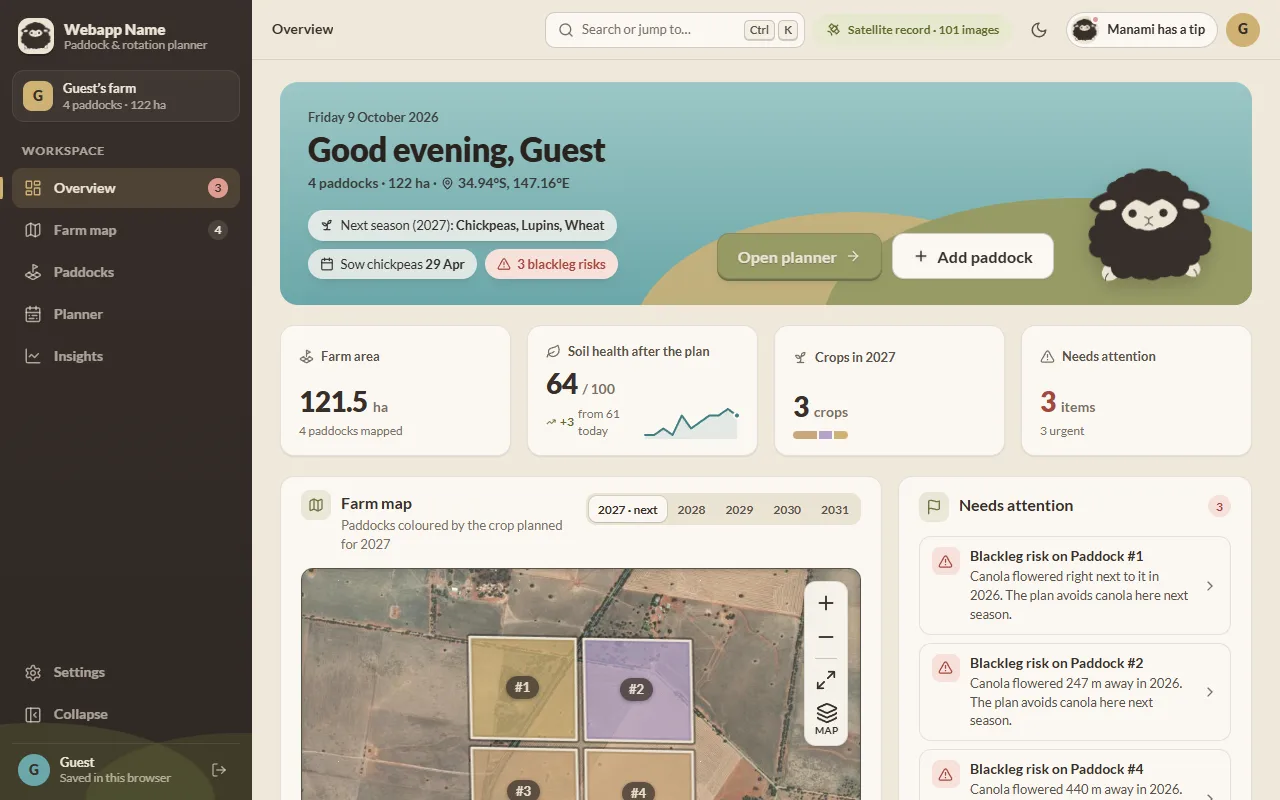 Webapp Name
Paddock & rotation planner
G
Guest's farm
4 paddocks · 122 ha
WORKSPACE
Overview
3
Farm map
4
Paddocks
Planner
Insights
Settings
Collapse
G
Guest
Saved in this browser
Overview
Search or jump to...
Ctrl
K
Satellite record · 101 images
Manami has a tip
G
Friday 9 October 2026
Good evening, Guest
4 paddocks · 122 ha · 34.94°S, 147.16°E
Next season (2027): Chickpeas, Lupins, Wheat
Sow chickpeas 29 Apr
3 blackleg risks
Open planner
Add paddock
Farm area
121.5 ha
4 paddocks mapped
Soil health after the plan
64 / 100
+3 from 61 today
Crops in 2027
3 crops
Needs attention
3 items
3 urgent
Farm map
Paddocks coloured by the crop planned
for 2027
2027 · next
2028
2029
2030
2031
#1
#2
#3
#4
MAP
Needs attention
3
Blackleg risk on Paddock #1
Canola flowered right next to it in
2026. The plan avoids canola here next
season.
Blackleg risk on Paddock #2
Canola flowered 247 m away in 2026.
The plan avoids canola here next
season.
Blackleg risk on Paddock #4
Canola flowered 440 m away in 2026.